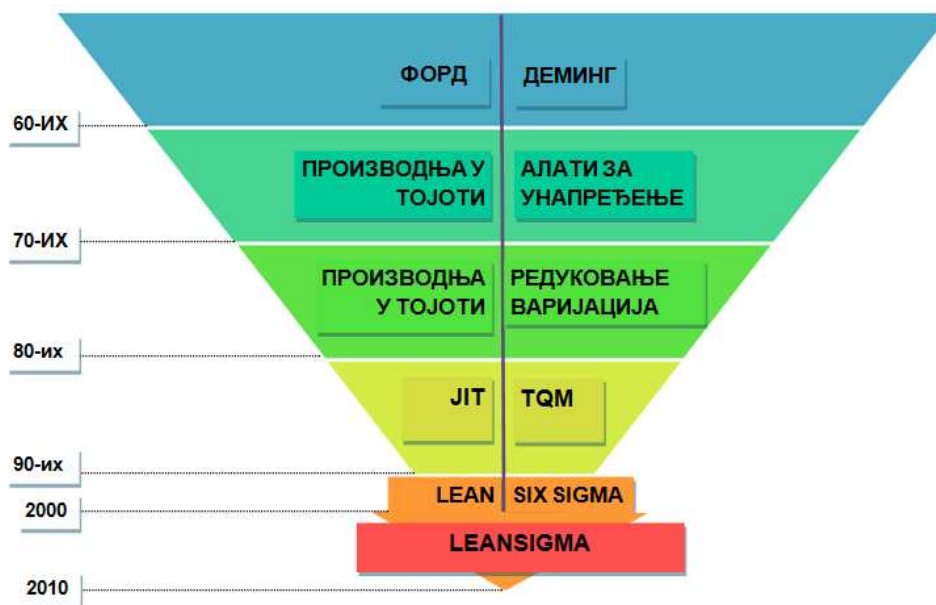 ФОРД
ДЕМИНГ
60-ИХ
ПРОИЗВОДЊА У
ТОЈОТИ
АЛАТИ ЗА
УНАПРЕЂЕЊЕ
70-ИХ
ПРОИЗВОДЊА
У ТОЈОТИ
РЕДУКОВАЊЕ
ВАРИЈАЦИЈА
80-их
JIT
TQM
90-их
LEAN
SIX SIGMA
2000
LEANSIGMA
2010